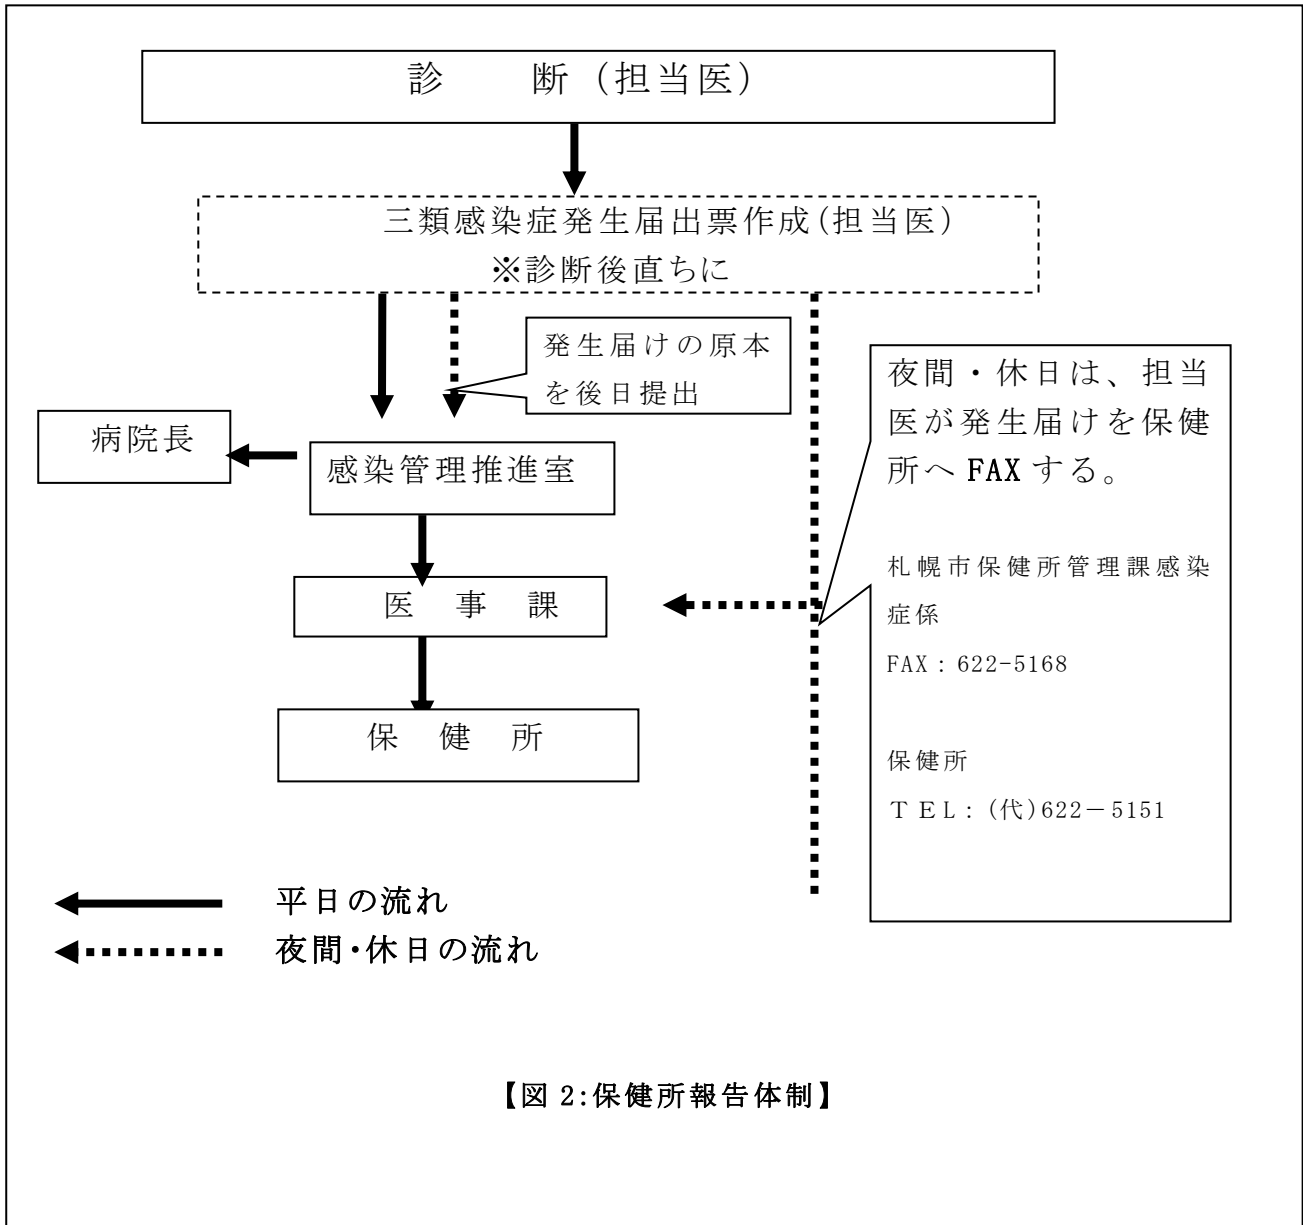 診　　断（担当医）
三類感染症発生届出票作成(担当医)
※診断後直ちに
発生届けの原本
を後日提出
病院長
感染管理推進室
医　事　課
保　健　所
夜間・休日は、担当
医が発生届けを保健
所へ FAX する。
札幌市保健所管理課感染
症係
FAX：622-5168
保健所
ＴＥＬ：(代)622－5151
平日の流れ
夜間・休日の流れ
【図 2:保健所報告体制】